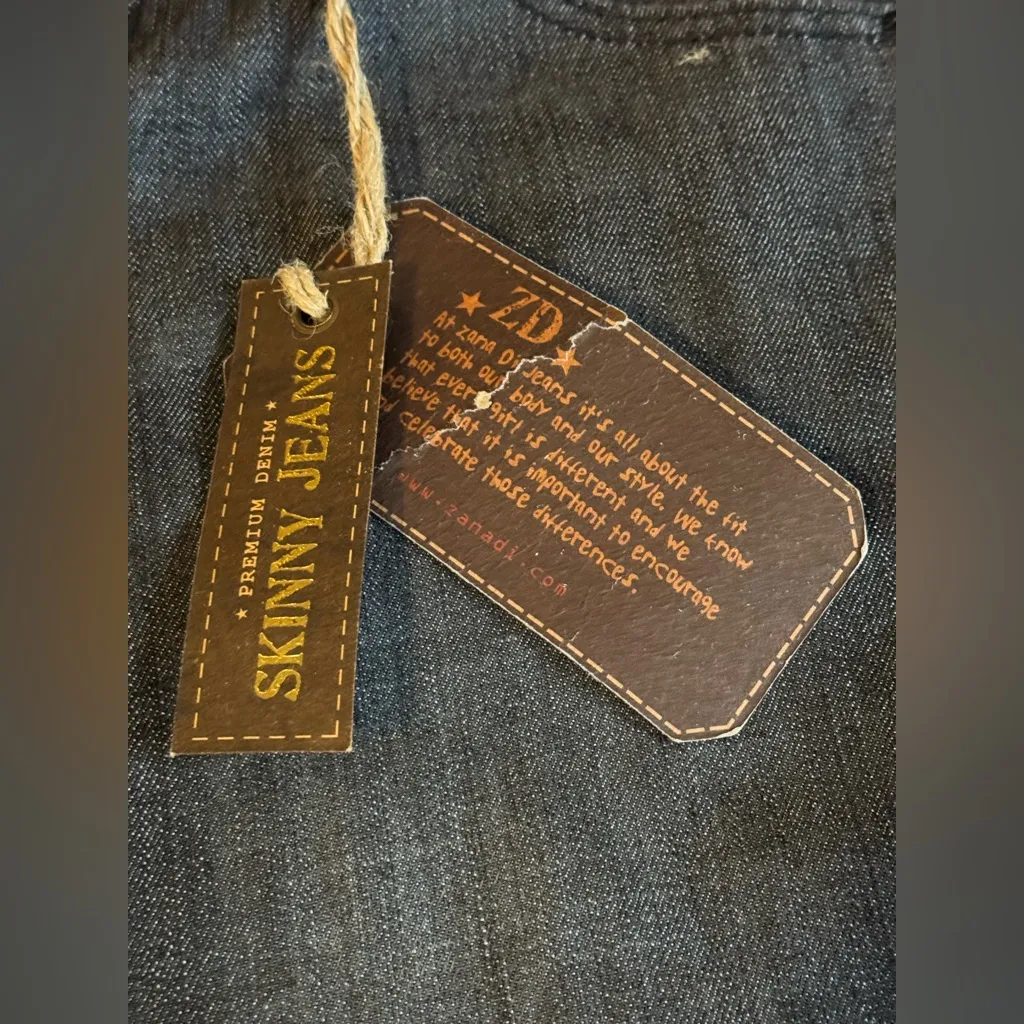 ★ PREMIUM DENIM ★
SKINNY JEANS
★ ZD ★
At zana Di Jeans it's all about the fit
to both our body and our style. We know
that every girl is different and we
believe that it is important to encourage
celebrate those differences.
www.zanadi.com